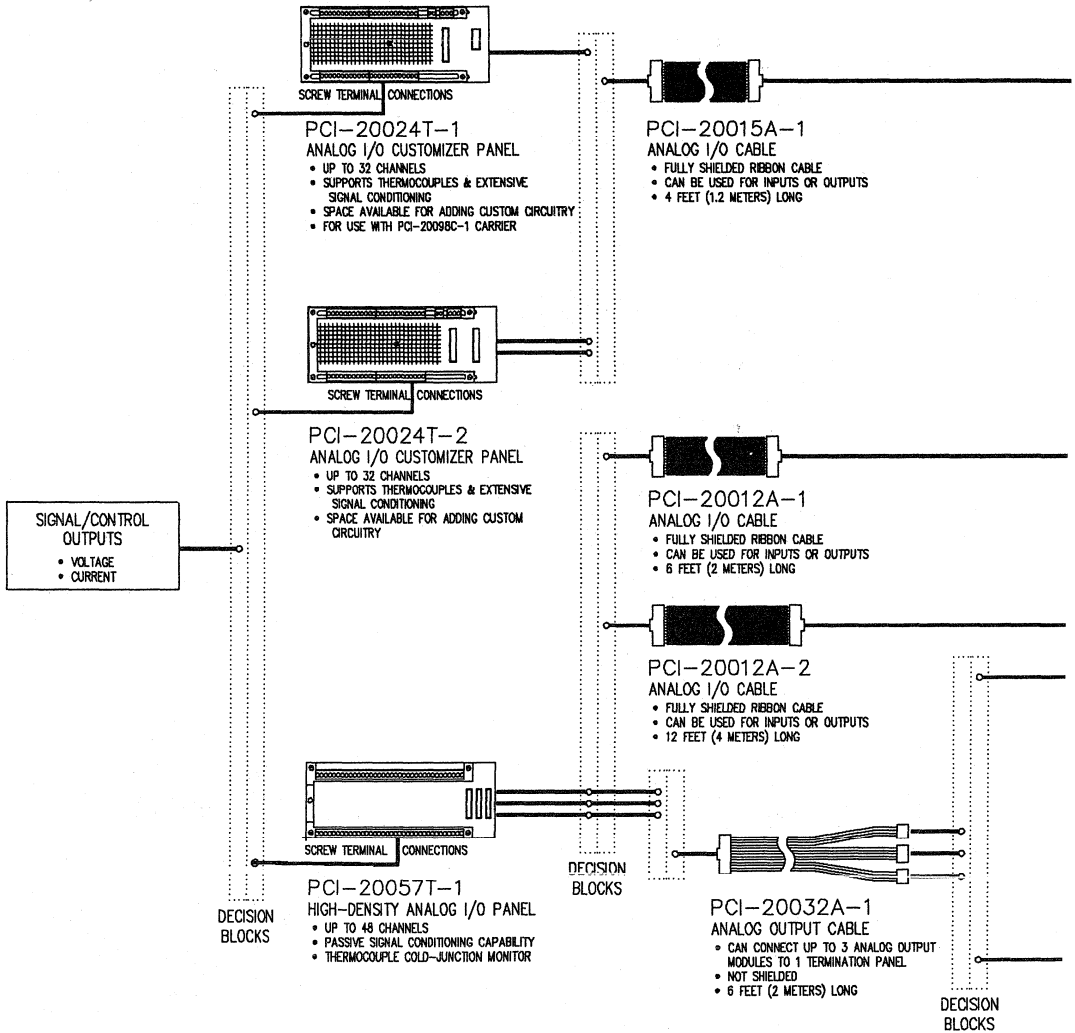 SCREW TERMINAL CONNECTIONS
PCI-20024T-1
ANALOG I/O CUSTOMIZER PANEL
• UP TO 32 CHANNELS
• SUPPORTS THERMOCOUPLES & EXTENSIVE
SIGNAL CONDITIONING
• SPACE AVAILABLE FOR ADDING CUSTOM CIRCUITRY
• FOR USE WITH PCI-20098C-1 CARRIER
PCI-20015A-1
ANALOG I/O CABLE
• FULLY SHIELDED RIBBON CABLE
• CAN BE USED FOR INPUTS OR OUTPUTS
• 4 FEET (1.2 METERS) LONG
SCREW TERMINAL CONNECTIONS
PCI-20024T-2
ANALOG I/O CUSTOMIZER PANEL
• UP TO 32 CHANNELS
• SUPPORTS THERMOCOUPLES & EXTENSIVE
SIGNAL CONDITIONING
• SPACE AVAILABLE FOR ADDING CUSTOM
CIRCUITRY
PCI-20012A-1
ANALOG I/O CABLE
• FULLY SHIELDED RIBBON CABLE
• CAN BE USED FOR INPUTS OR OUTPUTS
• 6 FEET (2 METERS) LONG
SIGNAL/CONTROL
OUTPUTS
• VOLTAGE
• CURRENT
PCI-20012A-2
ANALOG I/O CABLE
• FULLY SHIELDED RIBBON CABLE
• CAN BE USED FOR INPUTS OR OUTPUTS
• 12 FEET (4 METERS) LONG
SCREW TERMINAL CONNECTIONS
PCI-20057T-1
HIGH-DENSITY ANALOG I/O PANEL
• UP TO 48 CHANNELS
• PASSIVE SIGNAL CONDITIONING CAPABILITY
• THERMOCOUPLE COLD-JUNCTION MONITOR
DECISION
BLOCKS
DECISION
BLOCKS
PCI-20032A-1
ANALOG OUTPUT CABLE
• CAN CONNECT UP TO 3 ANALOG OUTPUT
MODULES TO 1 TERMINATION PANEL
• NOT SHIELDED
• 6 FEET (2 METERS) LONG
DECISION
BLOCKS